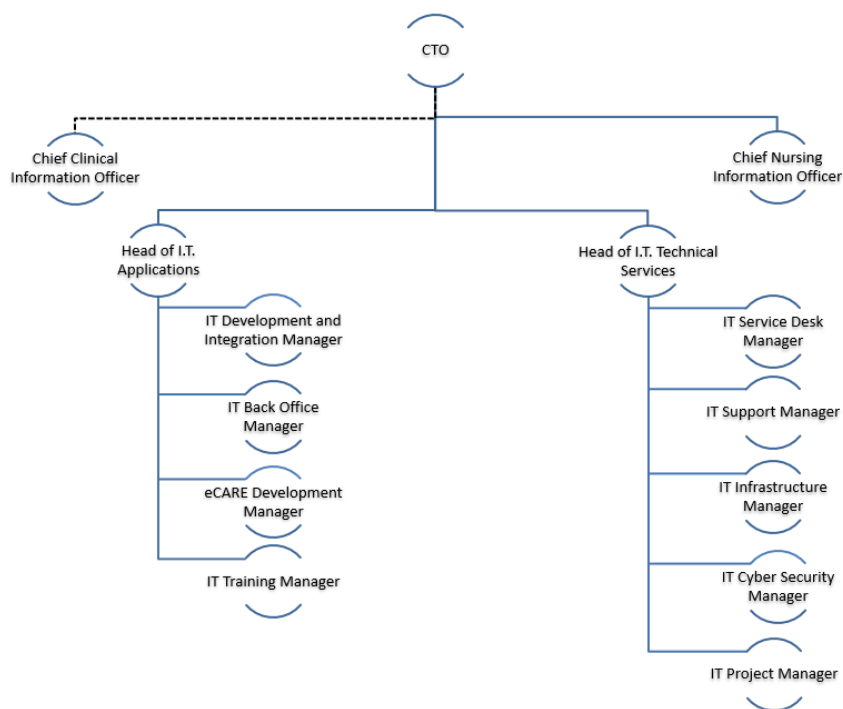 CTO
Chief Clinical
Information Officer
Chief Nursing
Information Officer
Head of I.T.
Applications
Head of I.T. Technical
Services
IT Development and
Integration Manager
IT Back Office
Manager
eCARE Development
Manager
IT Training Manager
IT Service Desk
Manager
IT Support Manager
IT Infrastructure
Manager
IT Cyber Security
Manager
IT Project Manager